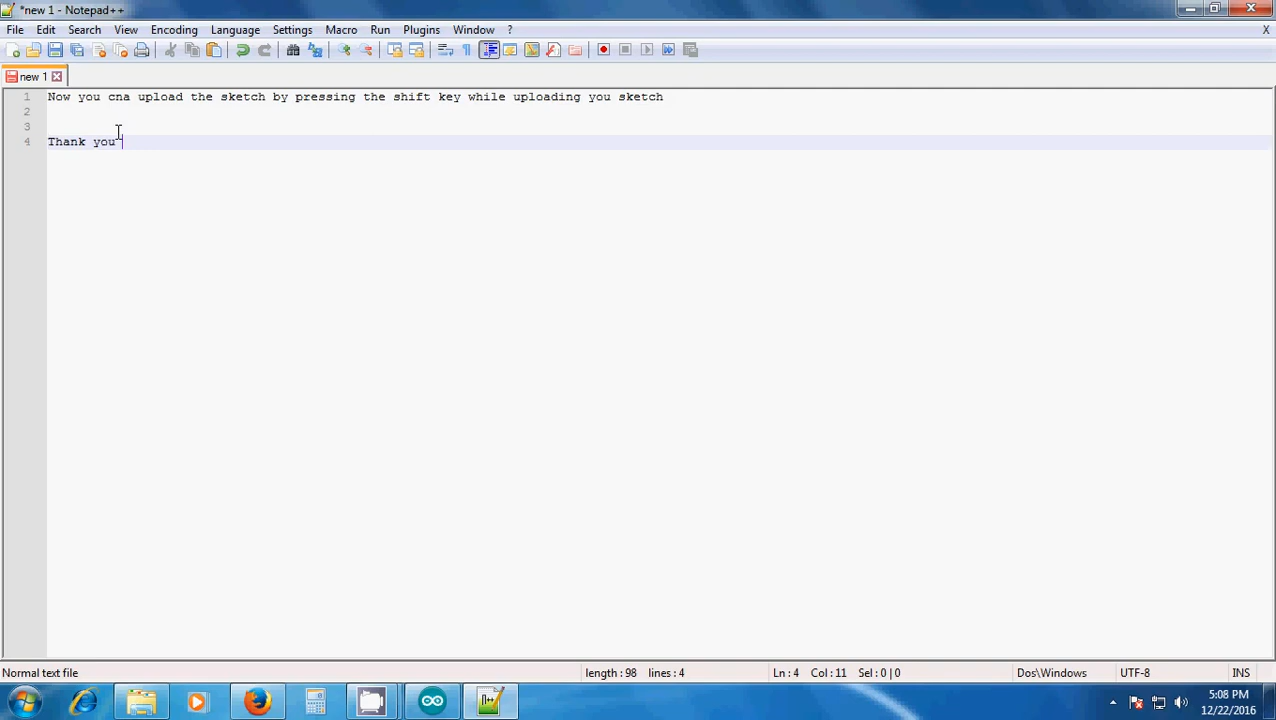 *new 1 - Notepad++
File Edit Search View Encoding Language Settings Macro Run Plugins Window ? X
new 1
1 Now you cna upload the sketch by pressing the shift key while uploading you sketch
2
3
4 Thank you
Normal text file length : 98 lines : 4 Ln : 4 Col : 11 Sel : 0 | 0 Dos\Windows UTF-8 INS
5:08 PM
12/22/2016